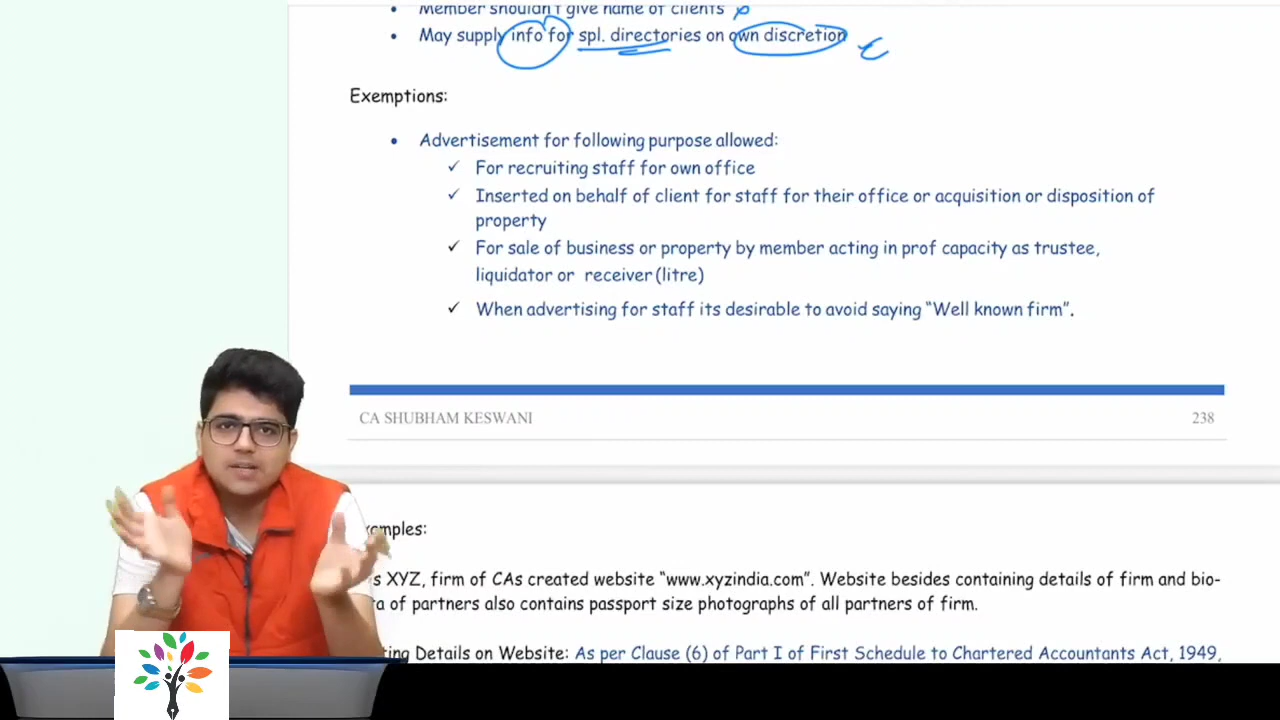 Member shouldn't give name of clients
May supply info for spl. directories on own discretion
Exemptions:
Advertisement for following purpose allowed:
For recruiting staff for own office
Inserted on behalf of client for staff for their office or acquisition or disposition of
property
For sale of business or property by member acting in prof capacity as trustee,
liquidator or receiver (litre)
When advertising for staff its desirable to avoid saying "Well known firm".
CA SHUBHAM KESWANI 238
XYZ, firm of CAs created website "www.xyzindia.com". Website besides containing details of firm and bio-
of partners also contains passport size photographs of all partners of firm.
Details on Website: As per Clause (6) of Part I of First Schedule to Chartered Accountants Act, 1949,